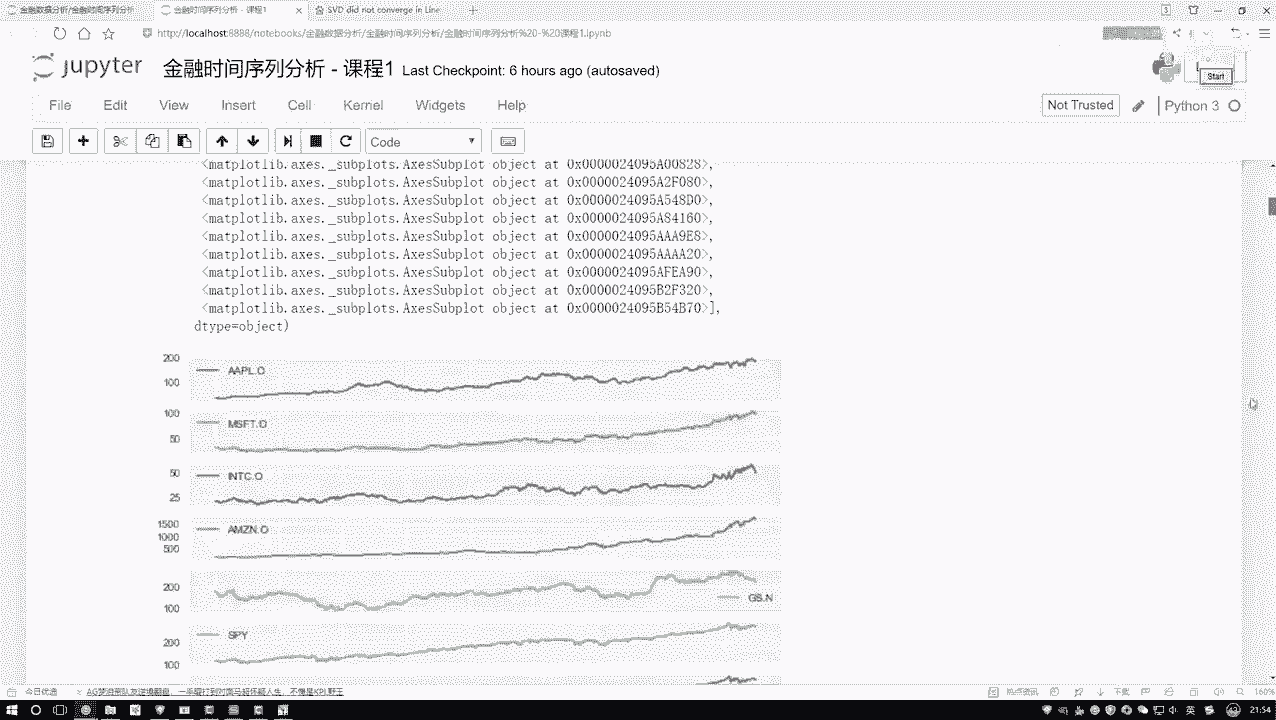 金融数据分析/金融时间序列分析
金融时间序列分析 - 课程1
SVD did not converge in Line
http://localhost:8888/notebooks/金融数据分析/金融时间序列分析/金融时间序列分析%20-%20课程1.ipynb
jupyter 金融时间序列分析 - 课程1 Last Checkpoint: 6 hours ago (autosaved)
Start
File Edit View Insert Cell Kernel Widgets Help
Not Trusted Python 3
Code
<matplotlib.axes._subplots.AxesSubplot object at 0x0000024095A00828>,
<matplotlib.axes._subplots.AxesSubplot object at 0x0000024095A2F080>,
<matplotlib.axes._subplots.AxesSubplot object at 0x0000024095A548D0>,
<matplotlib.axes._subplots.AxesSubplot object at 0x0000024095A84160>,
<matplotlib.axes._subplots.AxesSubplot object at 0x0000024095AAA9E8>,
<matplotlib.axes._subplots.AxesSubplot object at 0x0000024095AAAA20>,
<matplotlib.axes._subplots.AxesSubplot object at 0x0000024095AFEA90>,
<matplotlib.axes._subplots.AxesSubplot object at 0x0000024095B2F320>,
<matplotlib.axes._subplots.AxesSubplot object at 0x0000024095B54B70>],
dtype=object)
200
AAPL.O
100
100
MSFT.O
50
50
INTC.O
25
1500
AMZN.O
1000
500
200
GS.N
100
SPY
200
100
今日优选
热点资讯
下载
160%
英
21:54